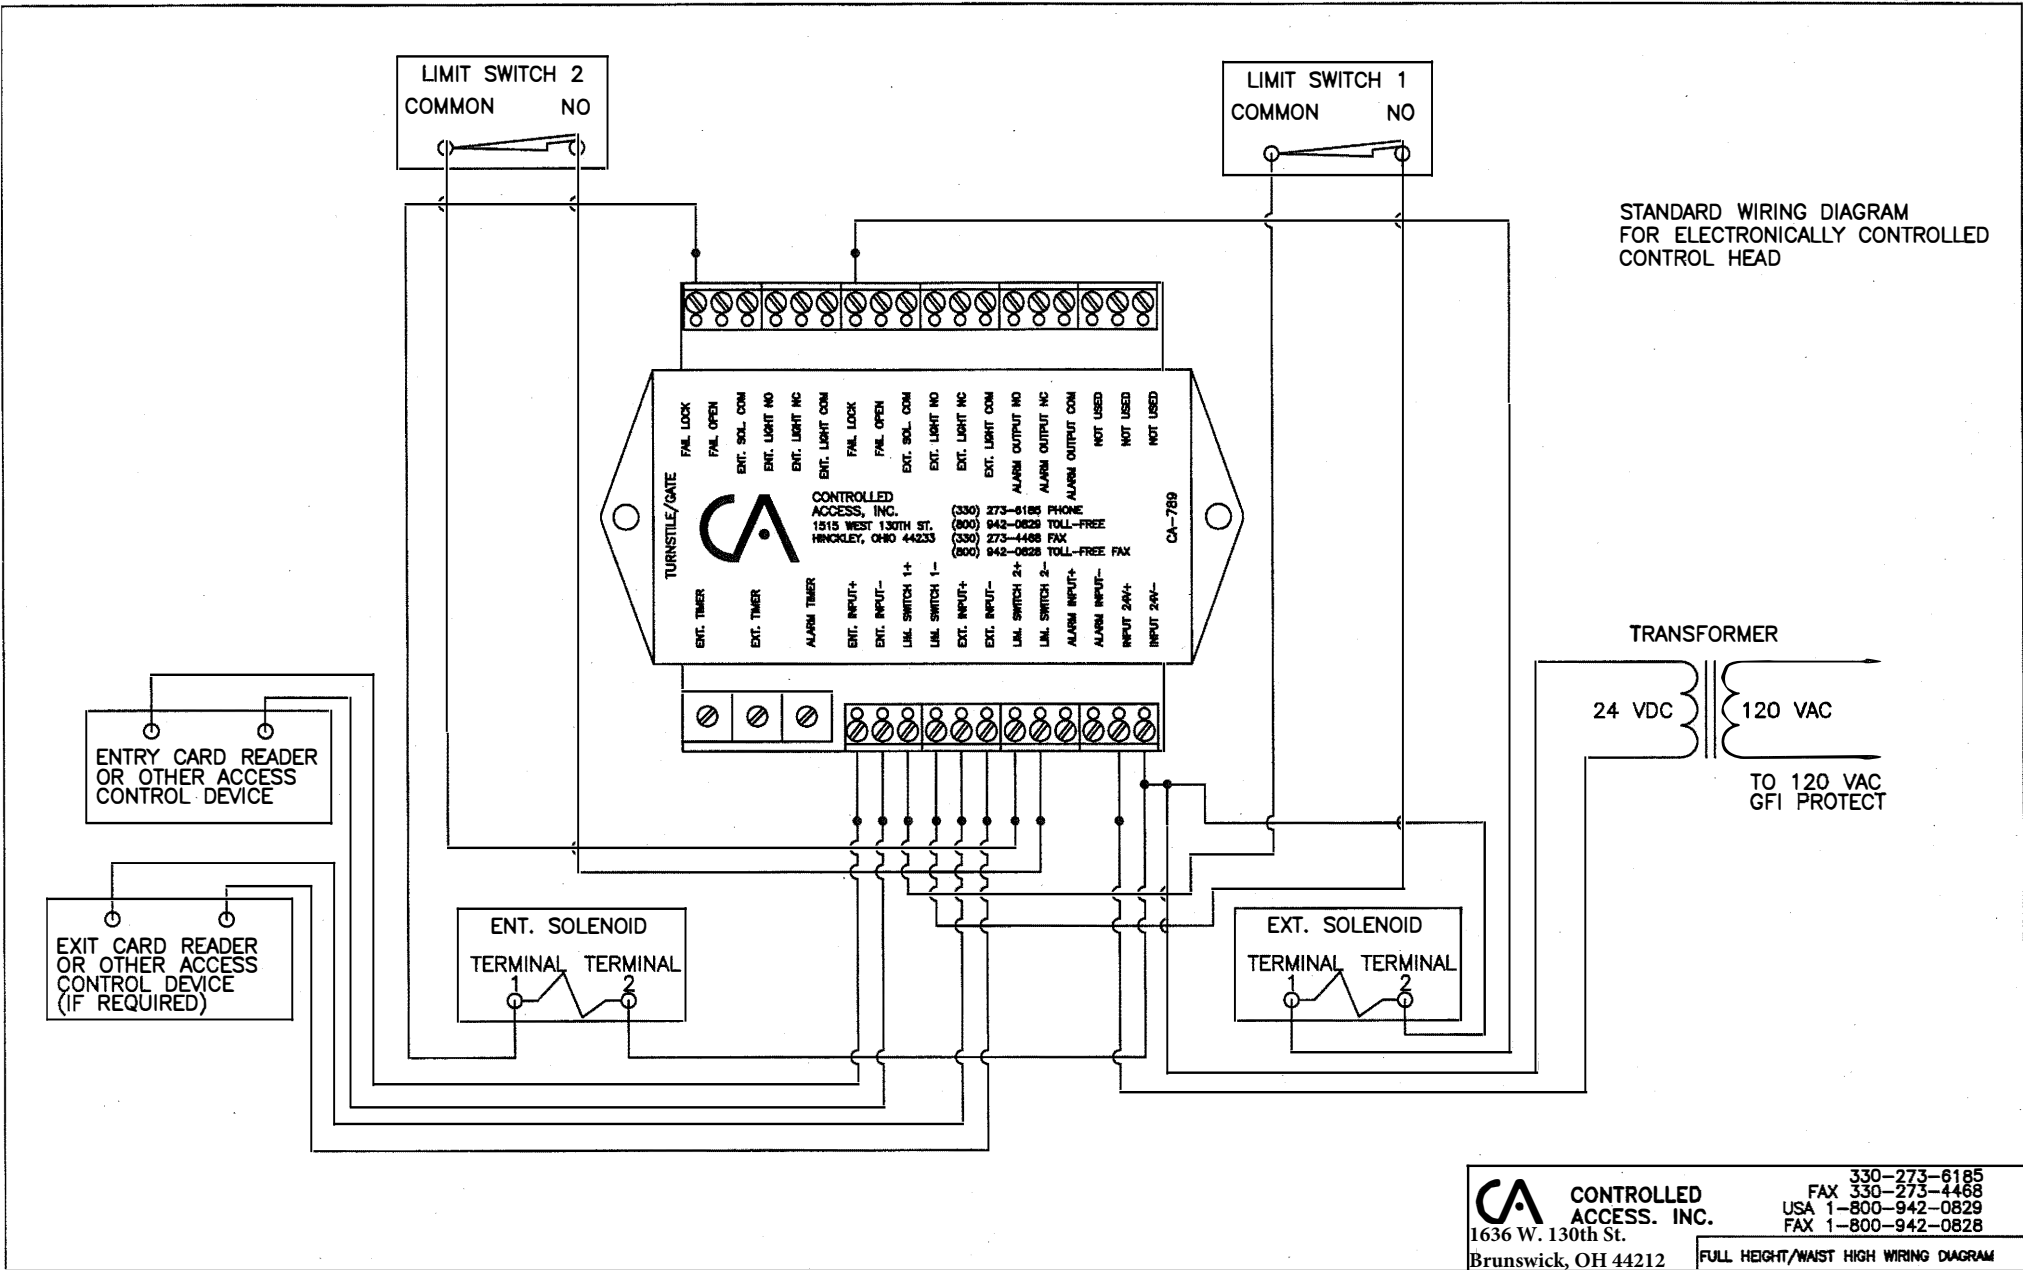 LIMIT SWITCH 2
COMMON NO
LIMIT SWITCH 1
COMMON NO
STANDARD WIRING DIAGRAM
FOR ELECTRONICALLY CONTROLLED
CONTROL HEAD
FAIL LOCK
FAIL OPEN
ENT. SOL. COM
ENT. LIGHT NO
ENT. LIGHT NC
ENT. LIGHT COM
FAIL LOCK
FAIL OPEN
EXT. SOL. COM
EXT. LIGHT NO
EXT. LIGHT NC
EXT. LIGHT COM
ALARM OUTPUT NO
ALARM OUTPUT NC
ALARM OUTPUT COM
NOT USED
NOT USED
NOT USED
TURNSTILE/GATE
CA
CONTROLLED
ACCESS, INC.
1515 WEST 130TH ST.
HINCKLEY, OHIO 44233
(330) 273-6185 PHONE
(800) 942-0829 TOLL-FREE
(330) 273-4468 FAX
(800) 942-0828 TOLL-FREE FAX
CA-789
ENT. TIMER
EXT. TIMER
ALARM TIMER
ENT. INPUT+
ENT. INPUT-
LIM. SWITCH 1+
LIM. SWITCH 1-
EXT. INPUT+
EXT. INPUT-
LIM. SWITCH 2+
LIM. SWITCH 2-
ALARM INPUT+
ALARM INPUT-
INPUT 24V+
INPUT 24V-
TRANSFORMER
24 VDC
120 VAC
TO 120 VAC
GFI PROTECT
ENTRY CARD READER
OR OTHER ACCESS
CONTROL DEVICE
EXIT CARD READER
OR OTHER ACCESS
CONTROL DEVICE
(IF REQUIRED)
ENT. SOLENOID
TERMINAL TERMINAL
1 2
EXT. SOLENOID
TERMINAL TERMINAL
1 2
CA
CONTROLLED
ACCESS. INC.
1636 W. 130th St.
Brunswick, OH 44212
330-273-6185
FAX 330-273-4468
USA 1-800-942-0829
FAX 1-800-942-0828
FULL HEIGHT/WAIST HIGH WIRING DIAGRAM